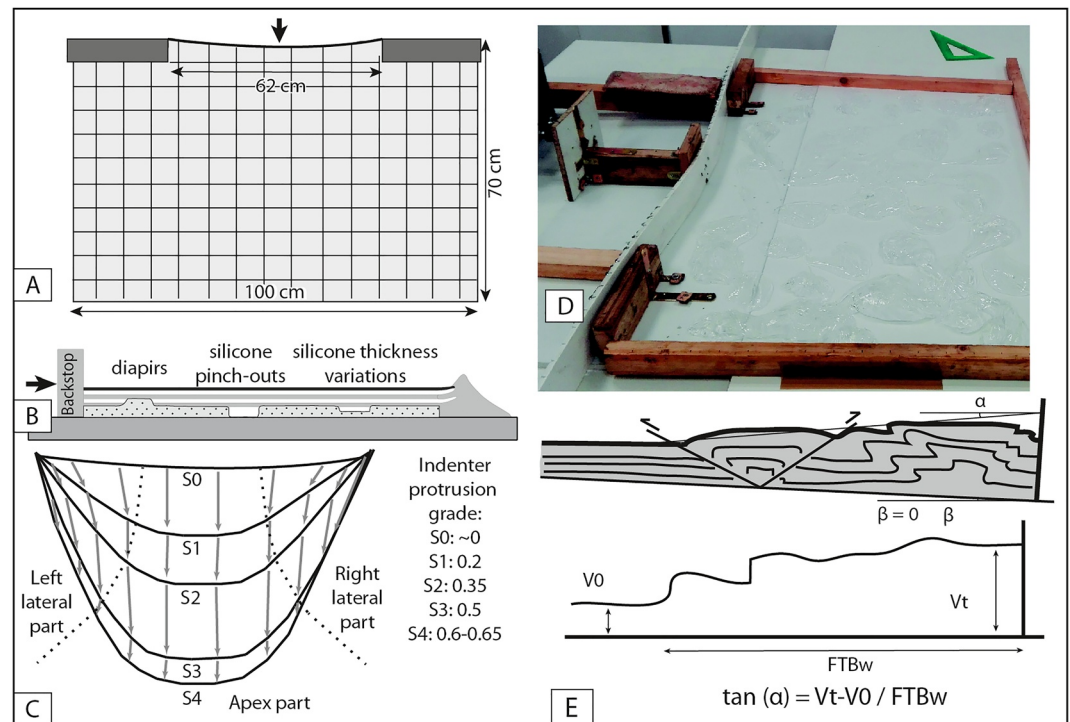 62 cm
70 cm
100 cm
A
Backstop
diapirs
silicone
pinch-outs
silicone thickness
variations
B
S0
S1
S2
S3
S4
Left
lateral
part
Right
lateral
part
Apex part
Indenter
protrusion
grade:
S0: ~0
S1: 0.2
S2: 0.35
S3: 0.5
S4: 0.6-0.65
C
D
α
β = 0 β
V0
Vt
FTBw
tan (α) = Vt-V0 / FTBw
E